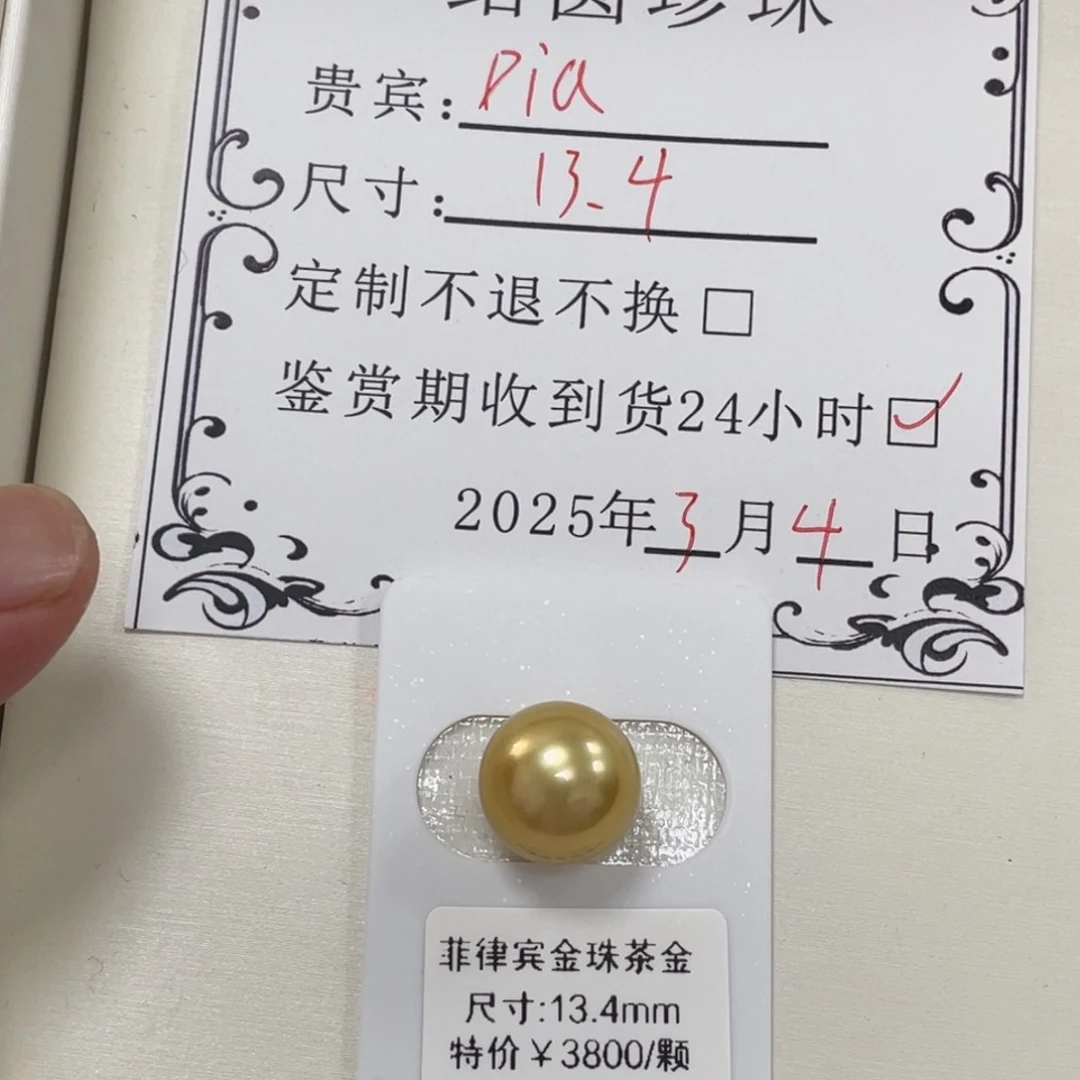 珍珠
贵宾：pia
尺寸：13.4
定制不退不换□
鉴赏期收到货24小时☑
2025年3月4日
菲律宾金珠茶金
尺寸:13.4mm
特价￥3800/颗